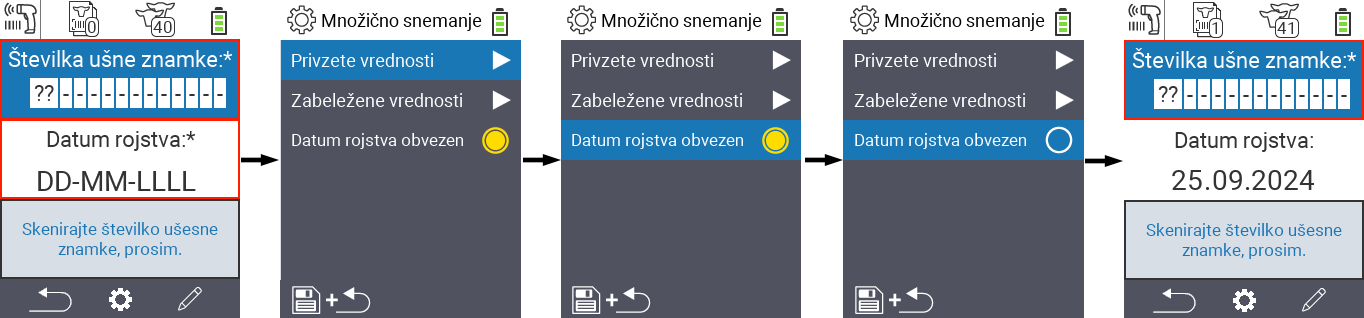 40
0
Številka ušne znamke:*
??------------
Datum rojstva:*
DD-MM-LLLL
Skenirajte številko ušesne
znamke, prosim.
Množično snemanje
Privzete vrednosti
Zabeležene vrednosti
Datum rojstva obvezen
+
Množično snemanje
Privzete vrednosti
Zabeležene vrednosti
Datum rojstva obvezen
+
Množično snemanje
Privzete vrednosti
Zabeležene vrednosti
Datum rojstva obvezen
+
1
41
Številka ušne znamke:*
??------------
Datum rojstva:
25.09.2024
Skenirajte številko ušesne
znamke, prosim.